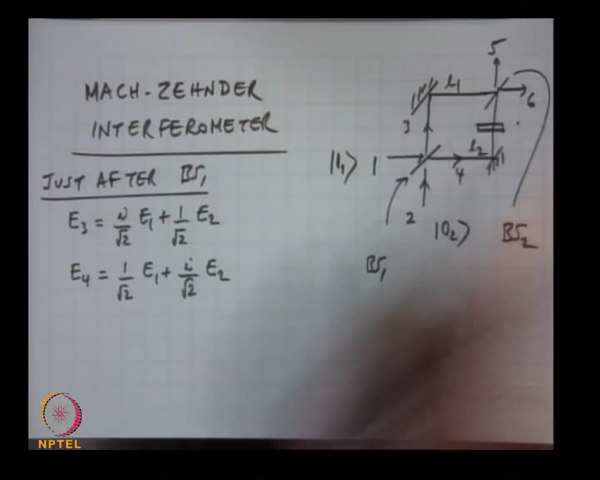 MACH-ZEHNDER
INTERFEROMETER
JUST AFTER BS₁
E₃ = i/√2 E₁ + 1/√2 E₂
E₄ = 1/√2 E₁ + i/√2 E₂
5
L₁
6
3
L₂
|1₁⟩ 1
4
2
|0₂⟩
BS₂
BS₁
NPTEL